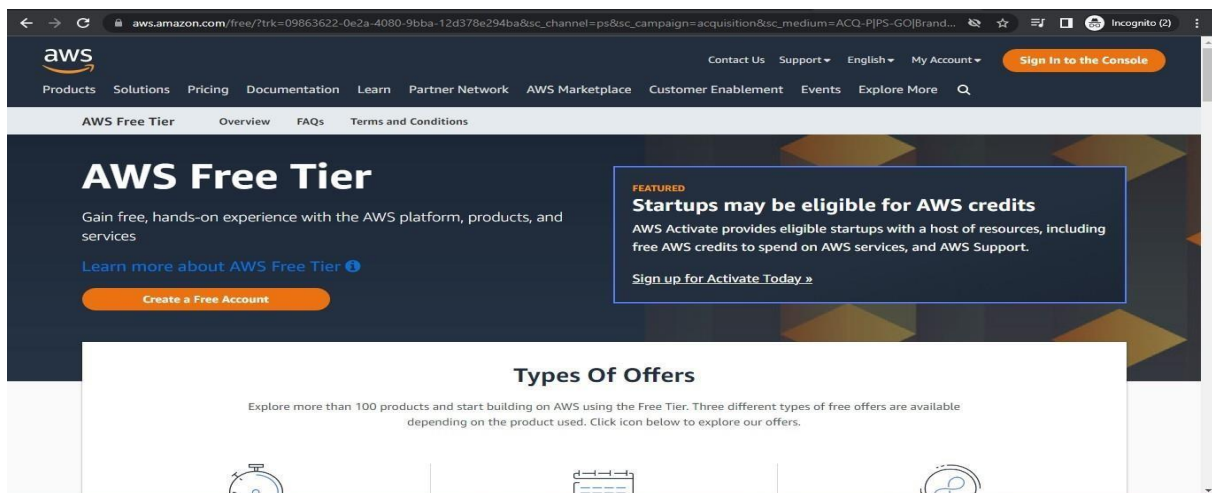 aws.amazon.com/free/?trk=09863622-0e2a-4080-9bba-12d378e294ba&sc_channel=ps&sc_campaign=acquisition&sc_medium=ACQ-P|PS-GO|Brand...
Incognito (2)
aws
Contact Us Support English My Account Sign In to the Console
Products Solutions Pricing Documentation Learn Partner Network AWS Marketplace Customer Enablement Events Explore More
AWS Free Tier Overview FAQs Terms and Conditions
AWS Free Tier
Gain free, hands-on experience with the AWS platform, products, and
services
Learn more about AWS Free Tier
Create a Free Account
FEATURED
Startups may be eligible for AWS credits
AWS Activate provides eligible startups with a host of resources, including
free AWS credits to spend on AWS services, and AWS Support.
Sign up for Activate Today »
Types Of Offers
Explore more than 100 products and start building on AWS using the Free Tier. Three different types of free offers are available
depending on the product used. Click icon below to explore our offers.